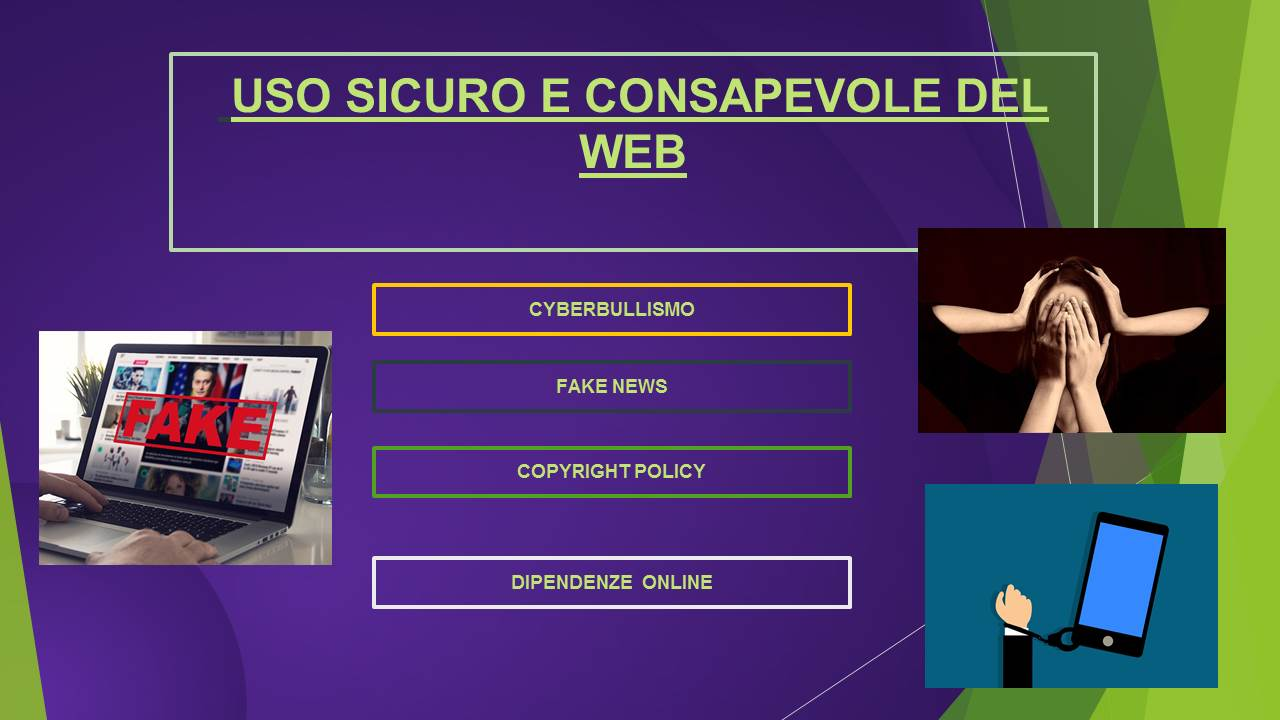 USO SICURO E CONSAPEVOLE DEL
WEB
CYBERBULLISMO
FAKE NEWS
COPYRIGHT POLICY
DIPENDENZE ONLINE
FAKE